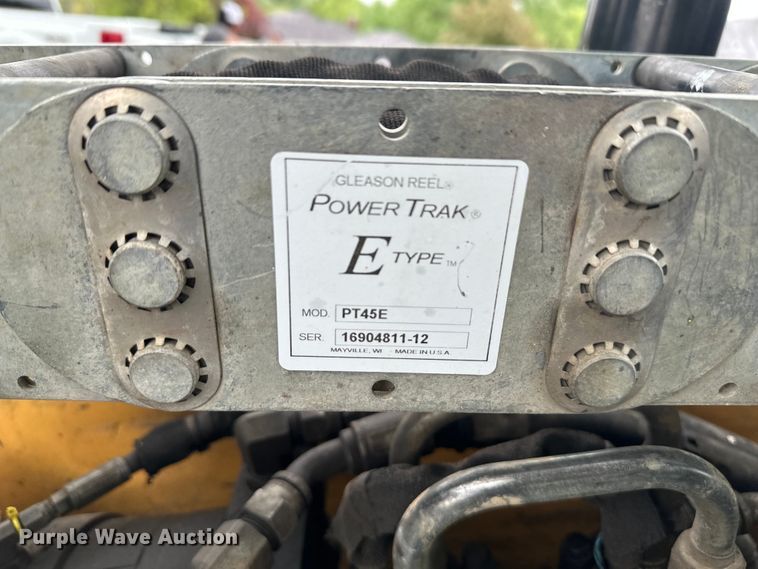 GLEASON REEL®
POWER TRAK®
E TYPE™
MOD. PT45E
SER. 16904811-12
MAYVILLE, WI · MADE IN U.S.A.
Purple Wave Auction